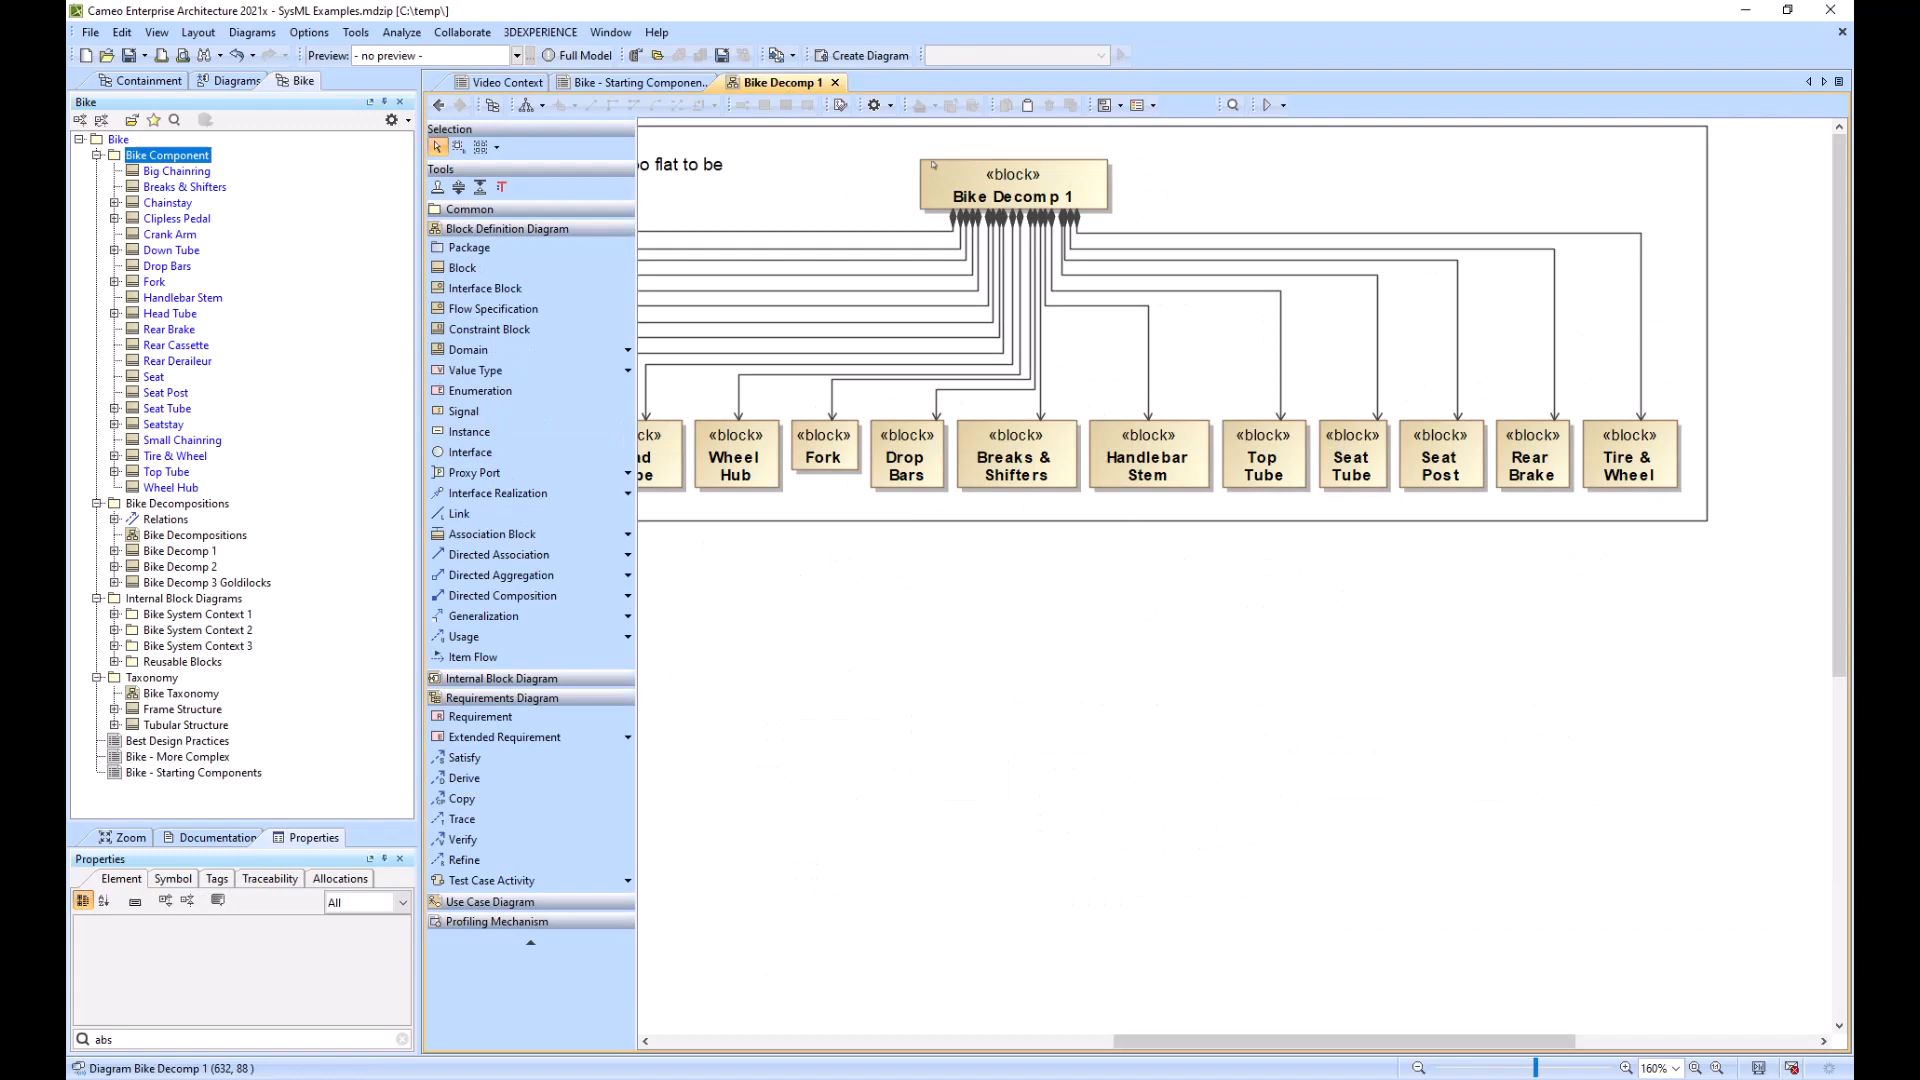 Cameo Enterprise Architecture 2021x - SysML Examples.mdzip [C:\temp\]
File Edit View Layout Diagrams Options Tools Analyze Collaborate 3DEXPERIENCE Window Help
Preview: - no preview - Full Model Create Diagram
Containment Diagrams Bike
Video Context Bike - Starting Componen... Bike Decomp 1
Bike
Bike
Bike Component
Big Chainring
Breaks & Shifters
Chainstay
Clipless Pedal
Crank Arm
Down Tube
Drop Bars
Fork
Handlebar Stem
Head Tube
Rear Brake
Rear Cassette
Rear Deraileur
Seat
Seat Post
Seat Tube
Seatstay
Small Chainring
Tire & Wheel
Top Tube
Wheel Hub
Bike Decompositions
Relations
Bike Decompositions
Bike Decomp 1
Bike Decomp 2
Bike Decomp 3 Goldilocks
Internal Block Diagrams
Bike System Context 1
Bike System Context 2
Bike System Context 3
Reusable Blocks
Taxonomy
Bike Taxonomy
Frame Structure
Tubular Structure
Best Design Practices
Bike - More Complex
Bike - Starting Components
Zoom Documentation Properties
Properties
Element Symbol Tags Traceability Allocations
All
abs
Diagram Bike Decomp 1 (632, 88 )
Selection
Tools
Common
Block Definition Diagram
Package
Block
Interface Block
Flow Specification
Constraint Block
Domain
Value Type
Enumeration
Signal
Instance
Interface
Proxy Port
Interface Realization
Link
Association Block
Directed Association
Directed Aggregation
Directed Composition
Generalization
Usage
Item Flow
Internal Block Diagram
Requirements Diagram
Requirement
Extended Requirement
Satisfy
Derive
Copy
Trace
Verify
Refine
Test Case Activity
Use Case Diagram
Profiling Mechanism
oo flat to be
«block»
Bike Decomp 1
ck»
ad
be
«block»
Wheel
Hub
«block»
Fork
«block»
Drop
Bars
«block»
Breaks &
Shifters
«block»
Handlebar
Stem
«block»
Top
Tube
«block»
Seat
Tube
«block»
Seat
Post
«block»
Rear
Brake
«block»
Tire &
Wheel
160%